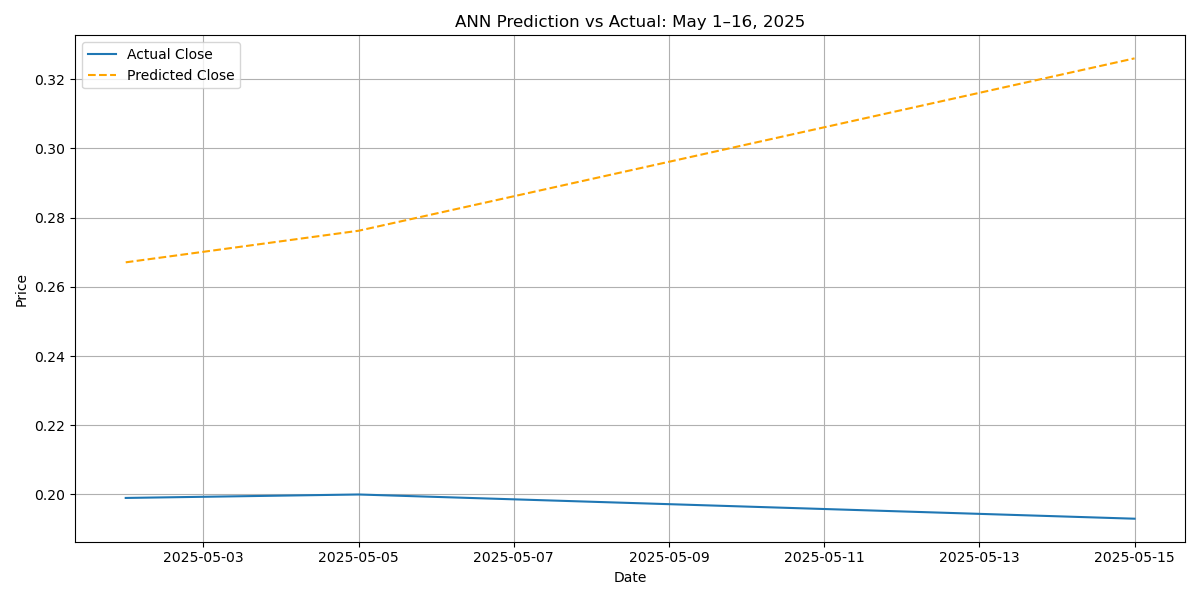 ANN Prediction vs Actual: May 1–16, 2025
Actual Close
Predicted Close
0.32
0.30
0.28
0.26
0.24
0.22
0.20
Price
2025-05-03
2025-05-05
2025-05-07
2025-05-09
2025-05-11
2025-05-13
2025-05-15
Date